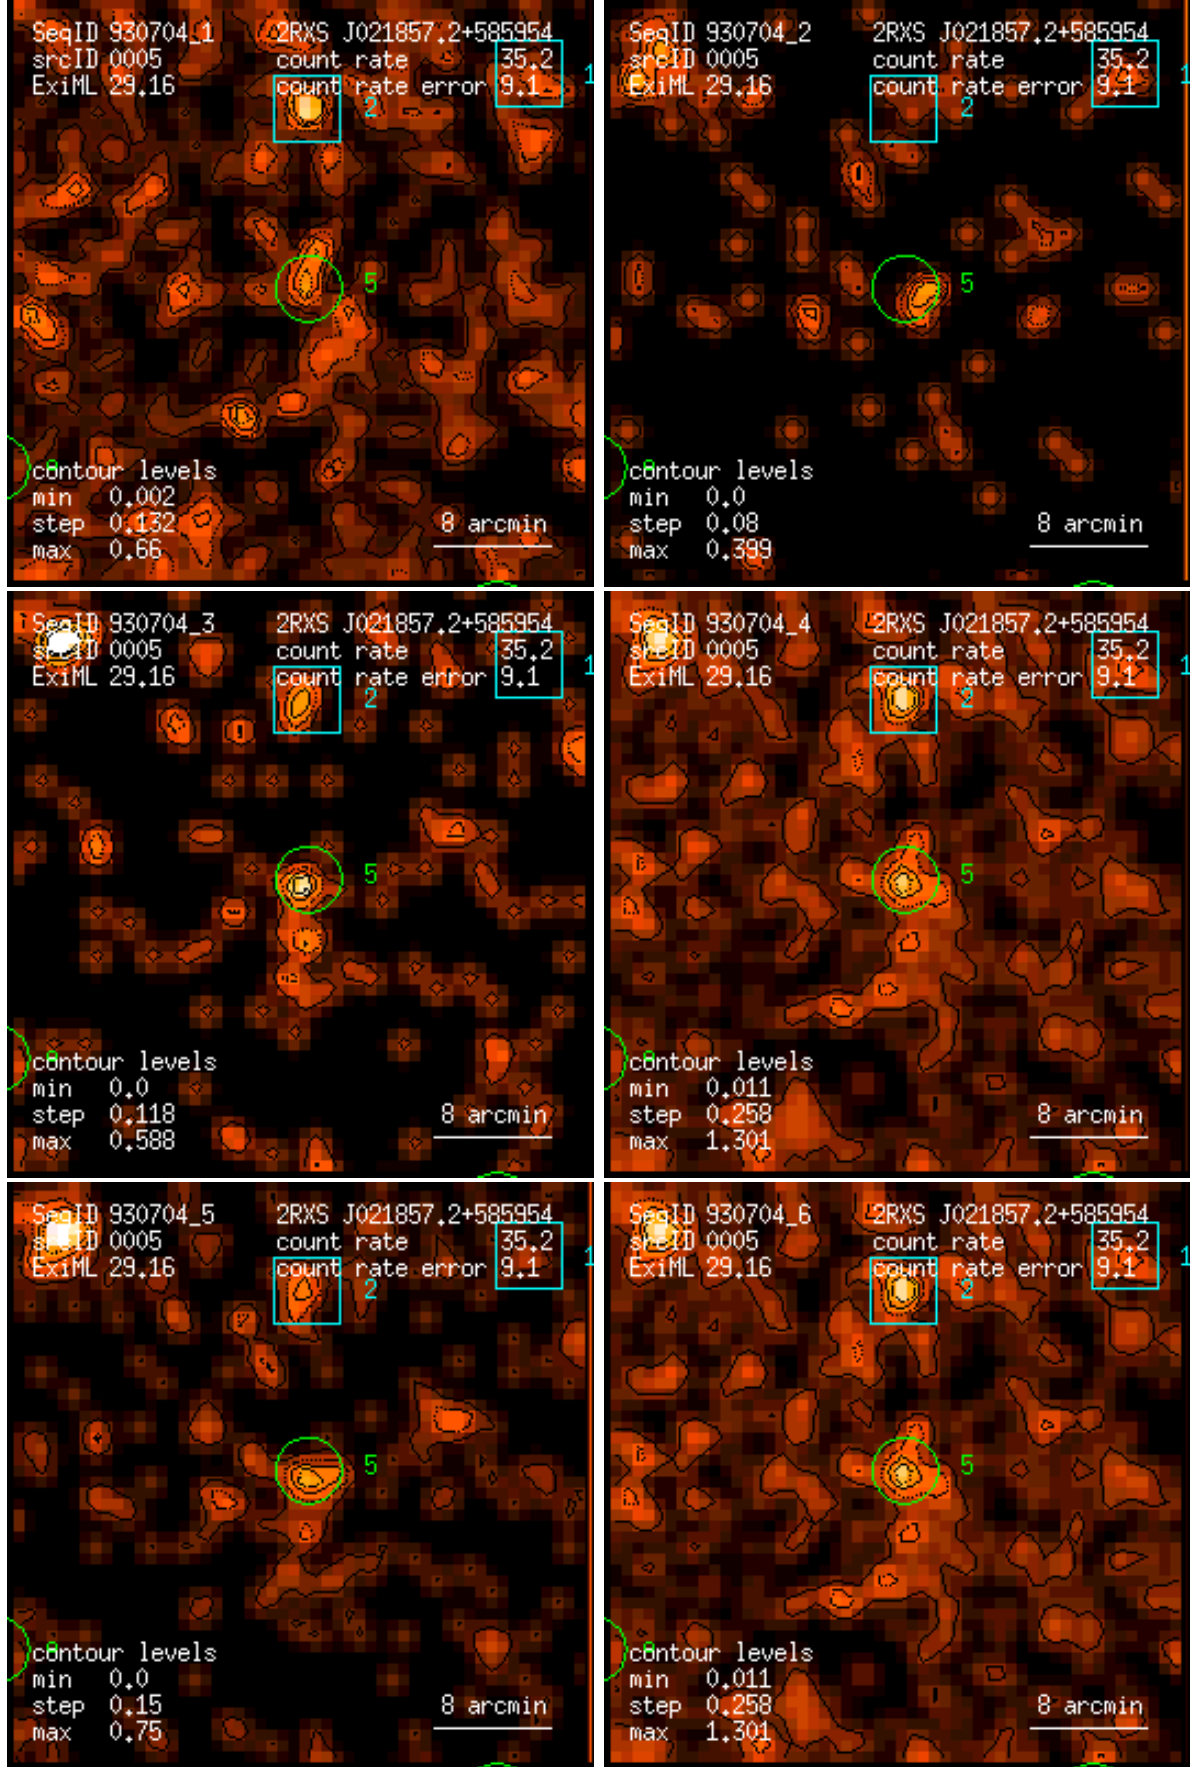 SeqID 930704_1 2RXS J021857.2+585954
srcID 0005 count rate 35.2 1
ExiML 29.16 count rate error 9.1
2
5
8
contour levels
min 0.002
step 0.132 8 arcmin
max 0.66
SeqID 930704_2 2RXS J021857.2+585954
srcID 0005 count rate 35.2 1
ExiML 29.16 count rate error 9.1
2
5
8
contour levels
min 0.0
step 0.08 8 arcmin
max 0.399
SeqID 930704_3 2RXS J021857.2+585954
srcID 0005 count rate 35.2 1
ExiML 29.16 count rate error 9.1
2
5
8
contour levels
min 0.0
step 0.118 8 arcmin
max 0.588
SeqID 930704_4 2RXS J021857.2+585954
srcID 0005 count rate 35.2 1
ExiML 29.16 count rate error 9.1
2
5
8
contour levels
min 0.011
step 0.258 8 arcmin
max 1.301
SeqID 930704_5 2RXS J021857.2+585954
srcID 0005 count rate 35.2 1
ExiML 29.16 count rate error 9.1
2
5
8
contour levels
min 0.0
step 0.15 8 arcmin
max 0.75
SeqID 930704_6 2RXS J021857.2+585954
srcID 0005 count rate 35.2 1
ExiML 29.16 count rate error 9.1
2
5
8
contour levels
min 0.011
step 0.258 8 arcmin
max 1.301